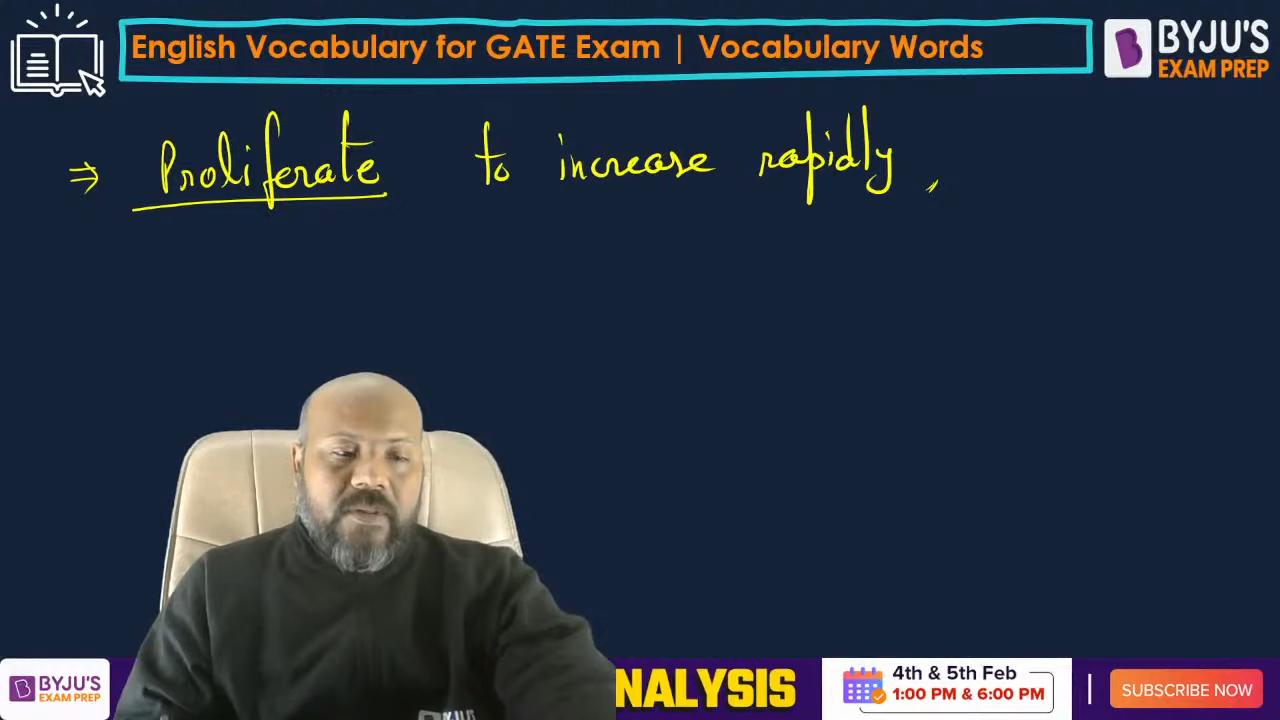 English Vocabulary for GATE Exam | Vocabulary Words
BYJU'S
EXAM PREP
⇒ Proliferate to increase rapidly,
BYJU'S
EXAM PREP
NALYSIS
4th & 5th Feb
1:00 PM & 6:00 PM
SUBSCRIBE NOW